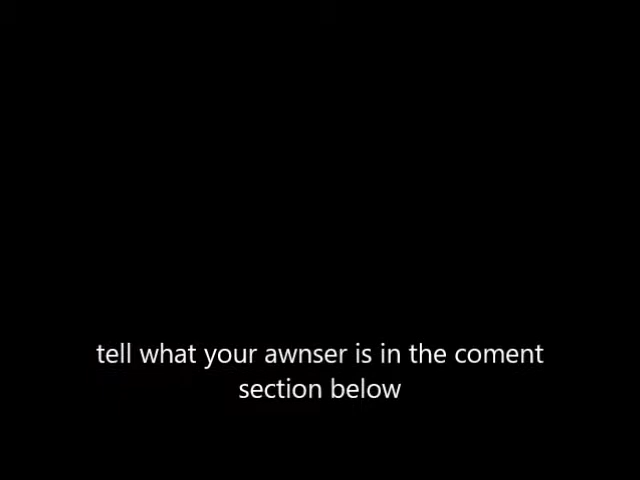 tell what your awnser is in the coment
section below